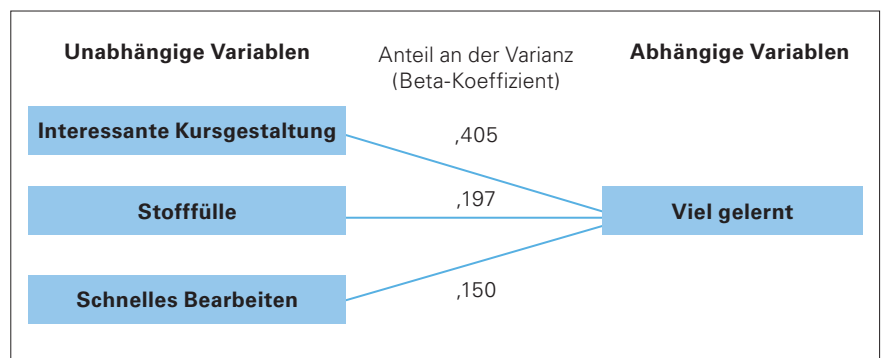 Unabhängige Variablen
Anteil an der Varianz
(Beta-Koeffizient)
Abhängige Variablen
Interessante Kursgestaltung
,405
Stofffülle
,197
Viel gelernt
Schnelles Bearbeiten
,150